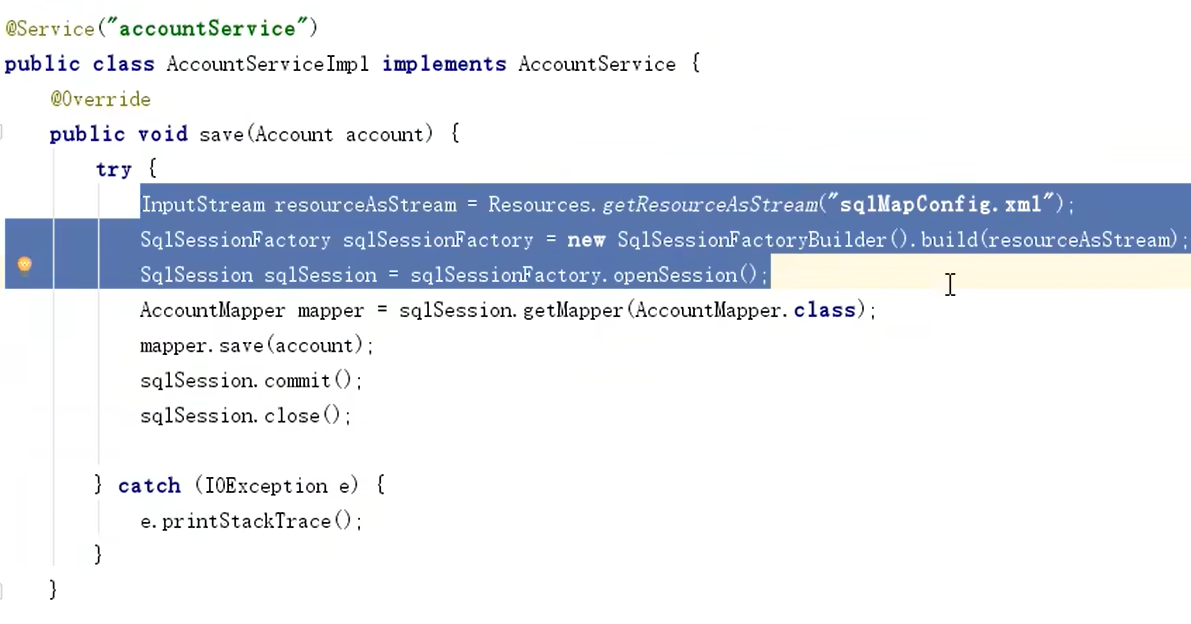 @Service("accountService")
public class AccountServiceImpl implements AccountService {
@Override
public void save(Account account) {
try {
InputStream resourceAsStream = Resources.getResourceAsStream("sqlMapConfig.xml");
SqlSessionFactory sqlSessionFactory = new SqlSessionFactoryBuilder().build(resourceAsStream);
SqlSession sqlSession = sqlSessionFactory.openSession();
AccountMapper mapper = sqlSession.getMapper(AccountMapper.class);
mapper.save(account);
sqlSession.commit();
sqlSession.close();
} catch (IOException e) {
e.printStackTrace();
}
}